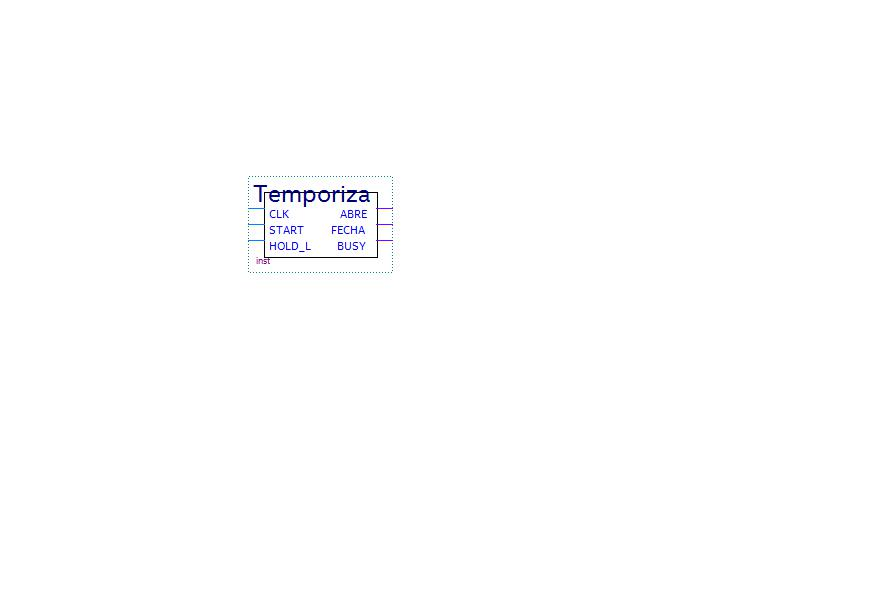 Temporiza
CLK ABRE
START FECHA
HOLD_L BUSY
inst